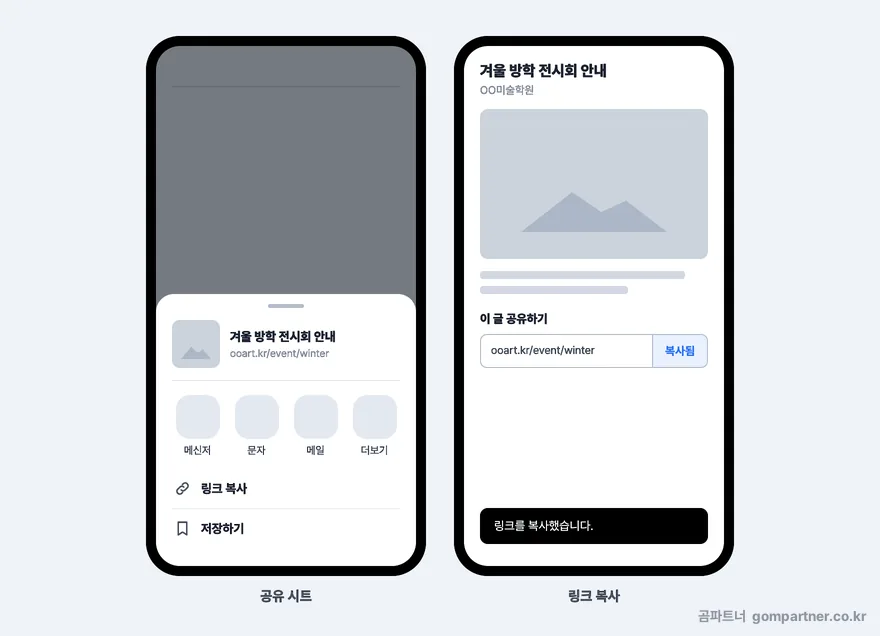 겨울 방학 전시회 안내
ooart.kr/event/winter
메신저
문자
메일
더보기
링크 복사
저장하기
공유 시트
겨울 방학 전시회 안내
OO미술학원
이 글 공유하기
ooart.kr/event/winter
복사됨
링크를 복사했습니다.
링크 복사
곰파트너 gompartner.co.kr